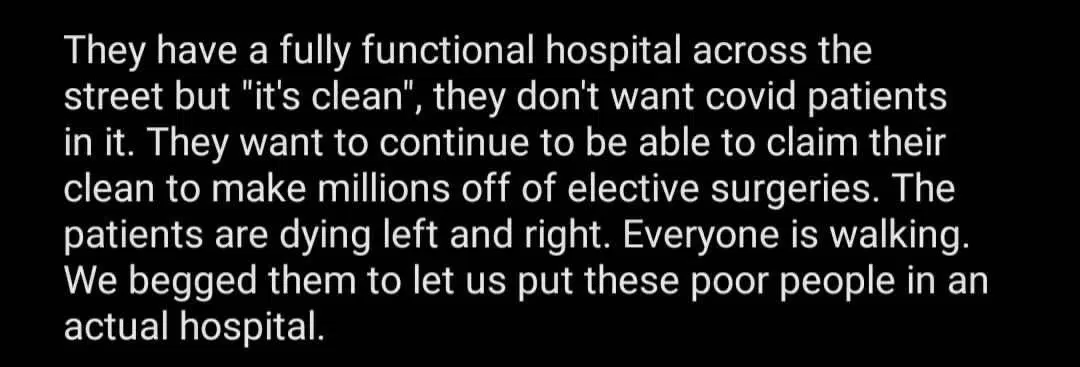 They have a fully functional hospital across the
street but "it's clean", they don't want covid patients
in it. They want to continue to be able to claim their
clean to make millions off of elective surgeries. The
patients are dying left and right. Everyone is walking.
We begged them to let us put these poor people in an
actual hospital.